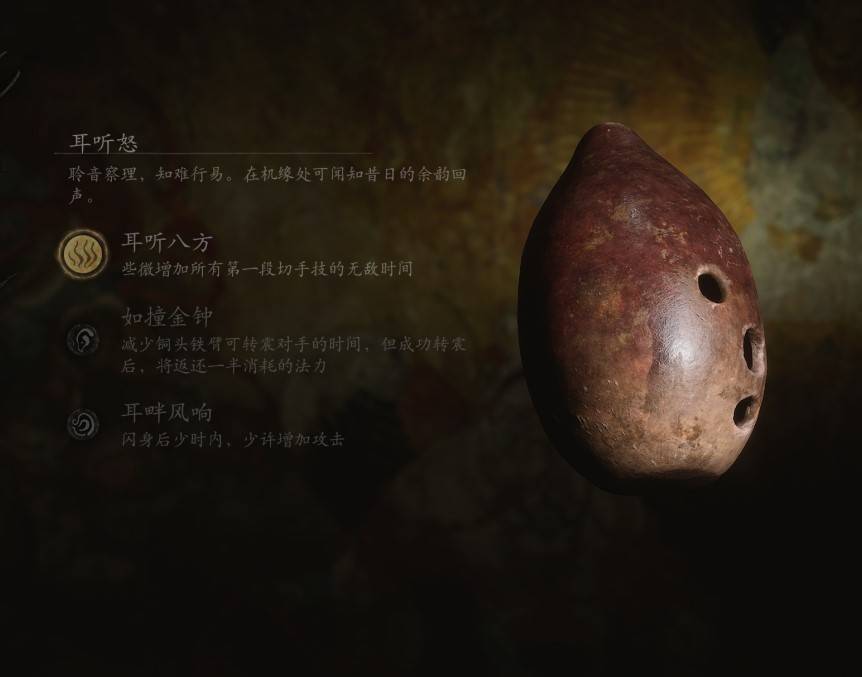 耳听怒
聆音察理，知难行易。在机缘处可闻知昔日的余韵回
声。
耳听八方
些微增加所有第一段切手技的无敌时间
如撞金钟
减少铜头铁臂可转震对手的时间，但成功转震
后，将返还一半消耗的法力
耳畔风响
闪身后少时内，少许增加攻击